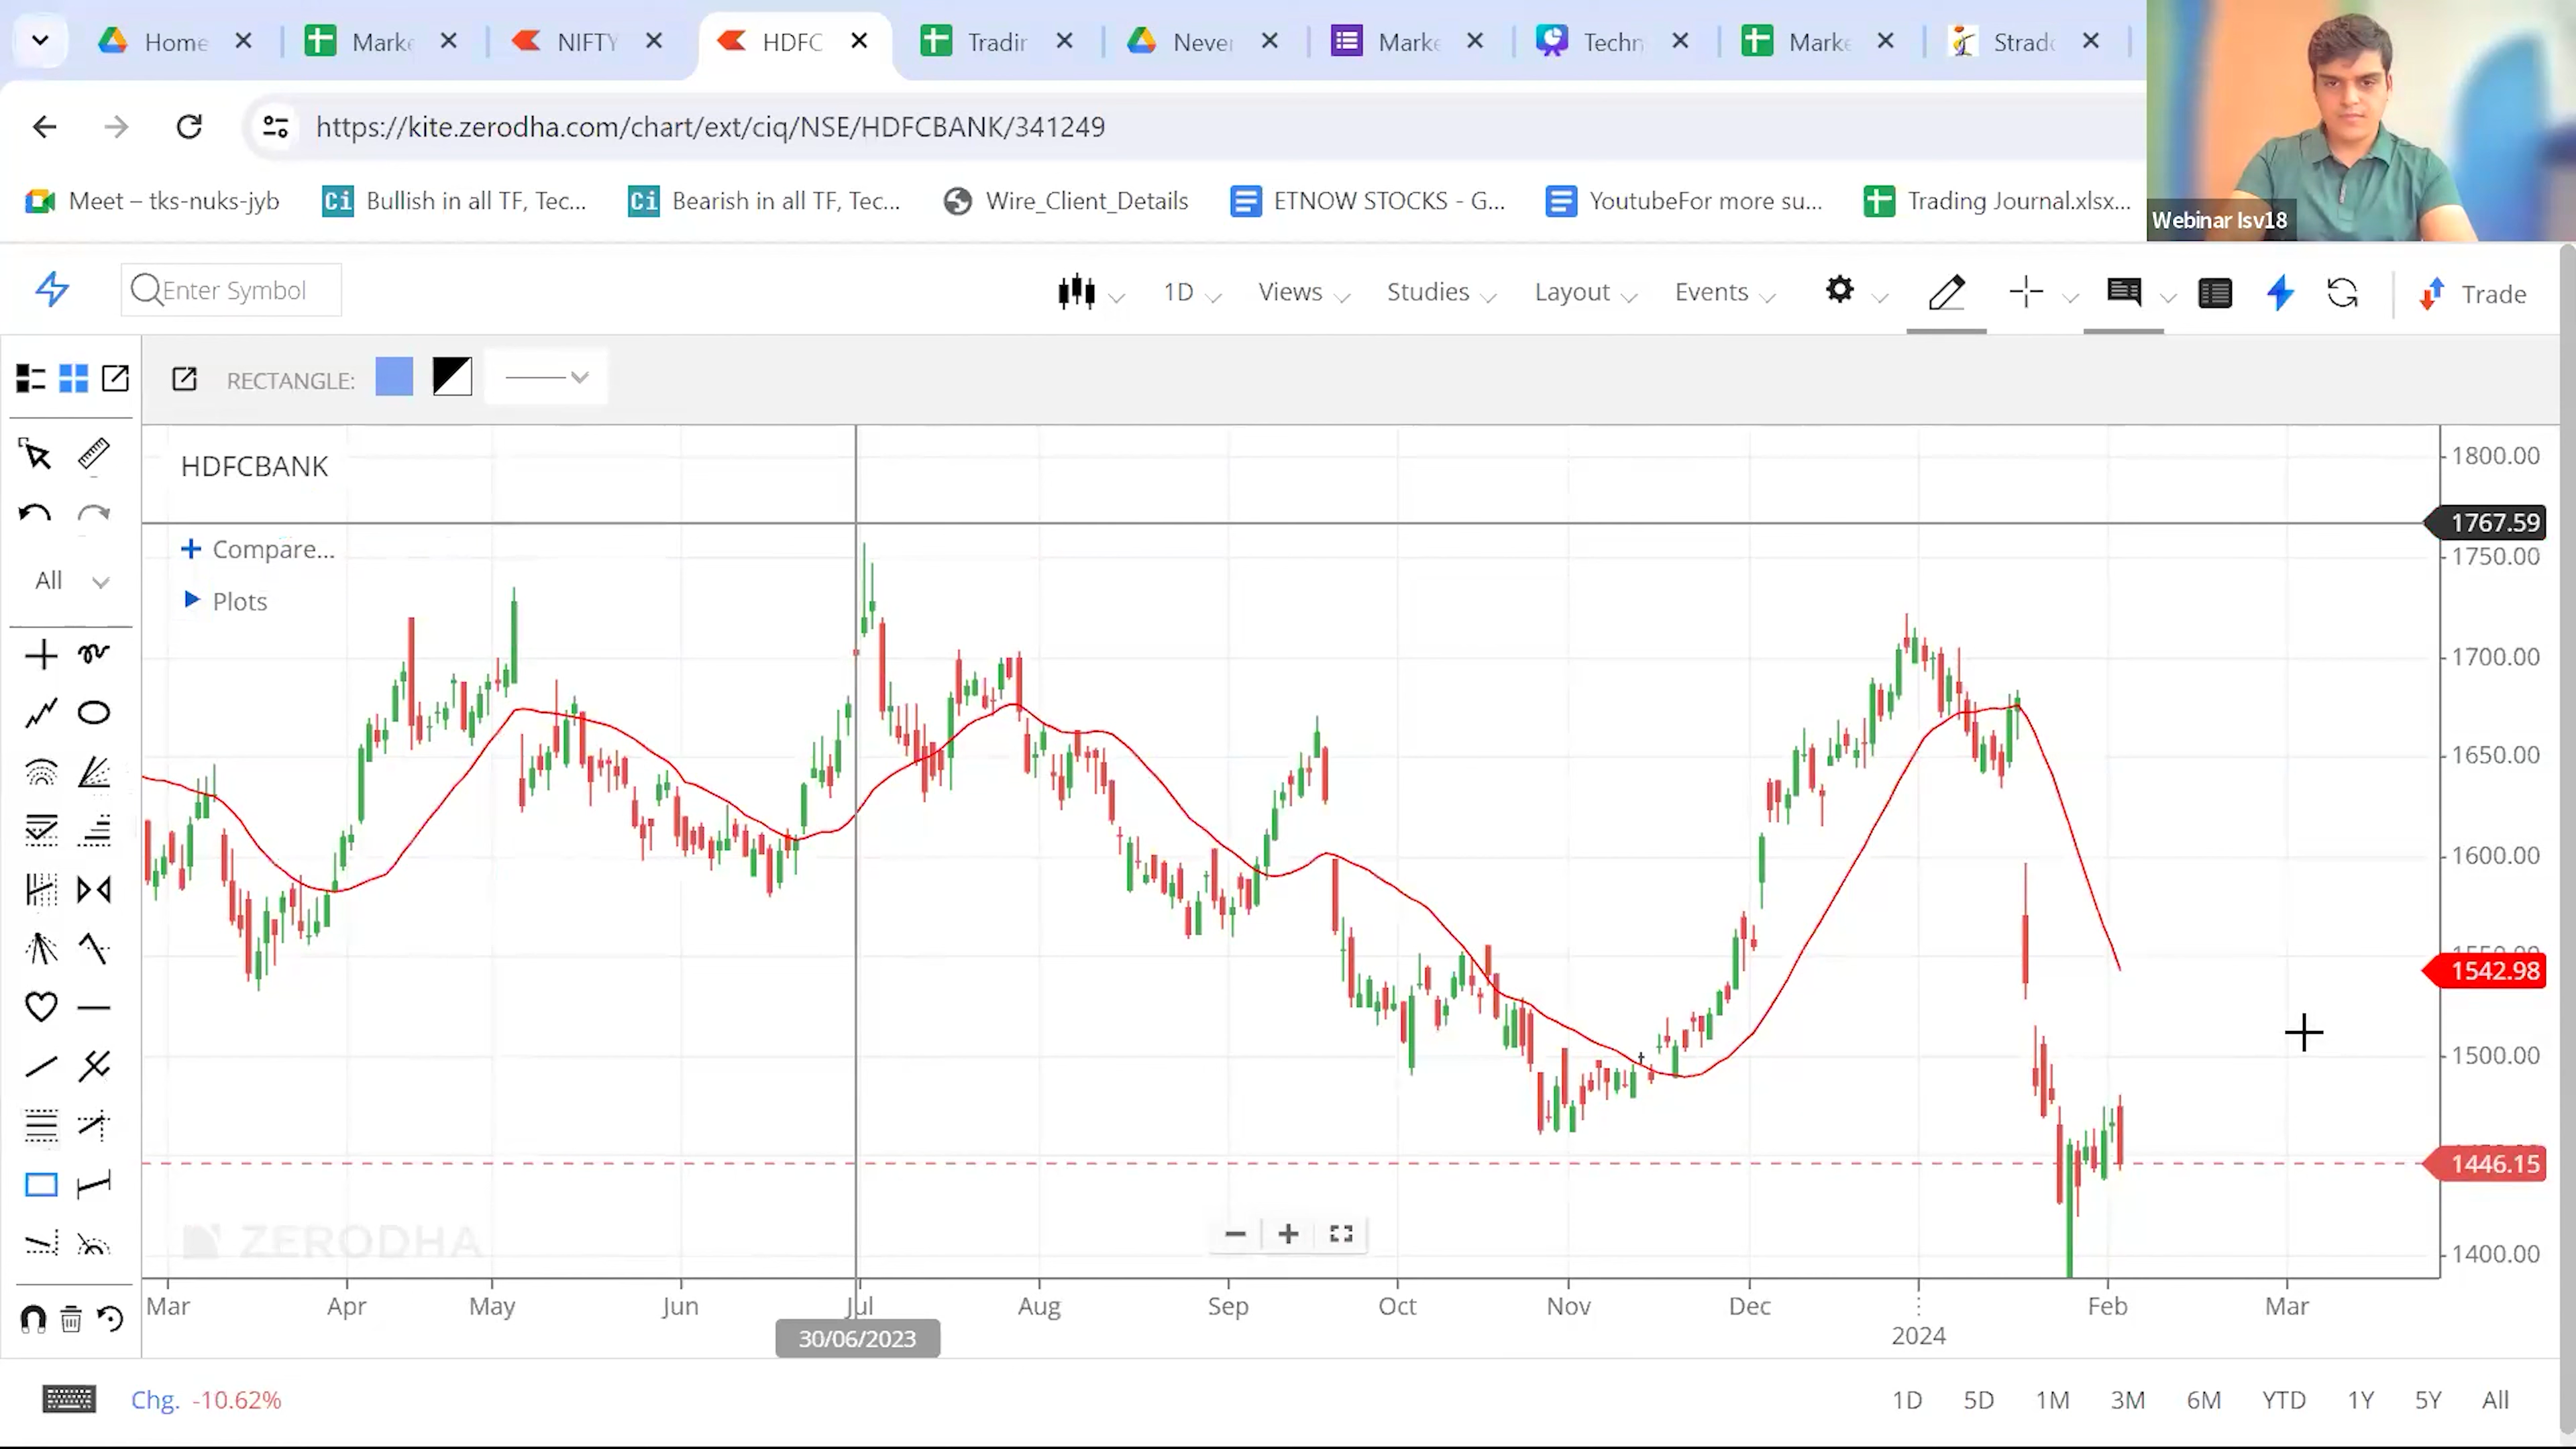 Home
Marke
NIFTY
HDFC
Tradin
Never
Marke
Techn
Marke
Strado
https://kite.zerodha.com/chart/ext/ciq/NSE/HDFCBANK/341249
Meet – tks-nuks-jyb
Ci Bullish in all TF, Tec...
Ci Bearish in all TF, Tec...
Wire_Client_Details
ETNOW STOCKS - G...
YoutubeFor more su...
Trading Journal.xlsx...
Webinar Isv18
Enter Symbol
1D
Views
Studies
Layout
Events
Trade
RECTANGLE:
HDFCBANK
Compare...
Plots
All
1800.00
1767.59
1750.00
1700.00
1650.00
1600.00
1542.98
1500.00
1446.15
1400.00
ZERODHA
Mar
Apr
May
Jun
Jul
Aug
Sep
Oct
Nov
Dec
Feb
Mar
30/06/2023
2024
Chg. -10.62%
1D
5D
1M
3M
6M
YTD
1Y
5Y
All